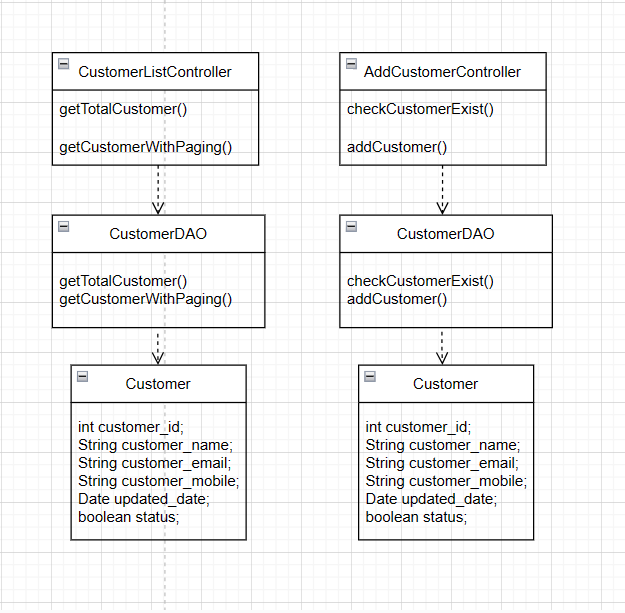 CustomerListController
getTotalCustomer()
getCustomerWithPaging()
CustomerDAO
getTotalCustomer()
getCustomerWithPaging()
Customer
int customer_id;
String customer_name;
String customer_email;
String customer_mobile;
Date updated_date;
boolean status;
AddCustomerController
checkCustomerExist()
addCustomer()
CustomerDAO
checkCustomerExist()
addCustomer()
Customer
int customer_id;
String customer_name;
String customer_email;
String customer_mobile;
Date updated_date;
boolean status;